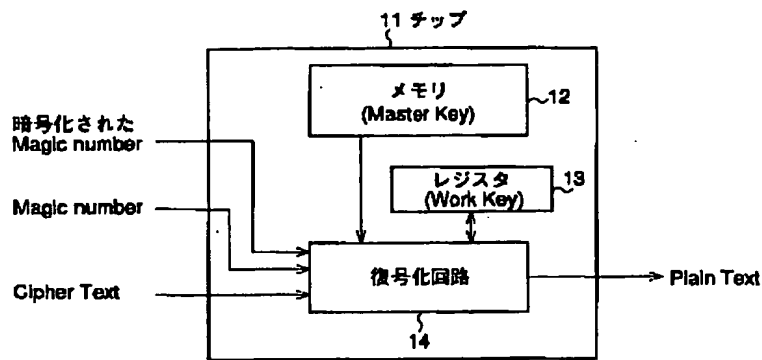 11 チップ
メモリ
(Master Key)
12
暗号化された
Magic number
レジスタ
(Work Key)
13
Magic number
復号化回路
Cipher Text
Plain Text
14